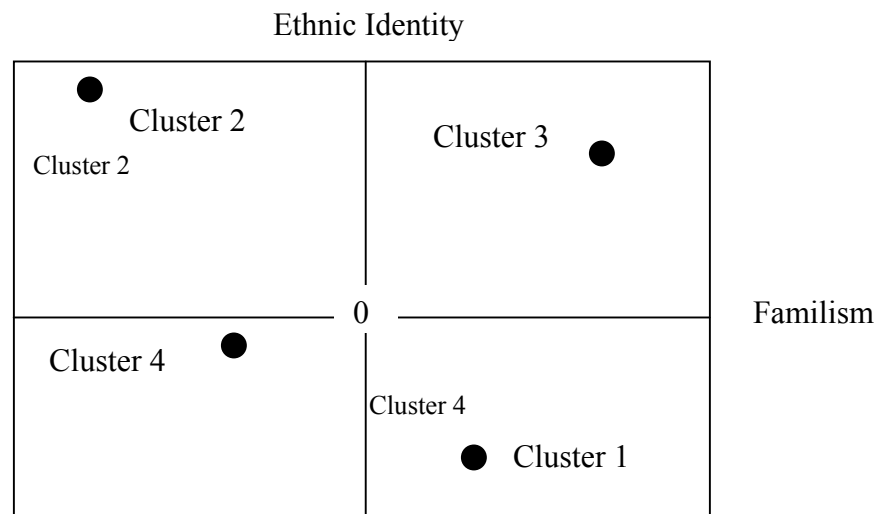 Ethnic Identity
Cluster 2
Cluster 3
Cluster 2
0
Familism
Cluster 4
Cluster 4
Cluster 1